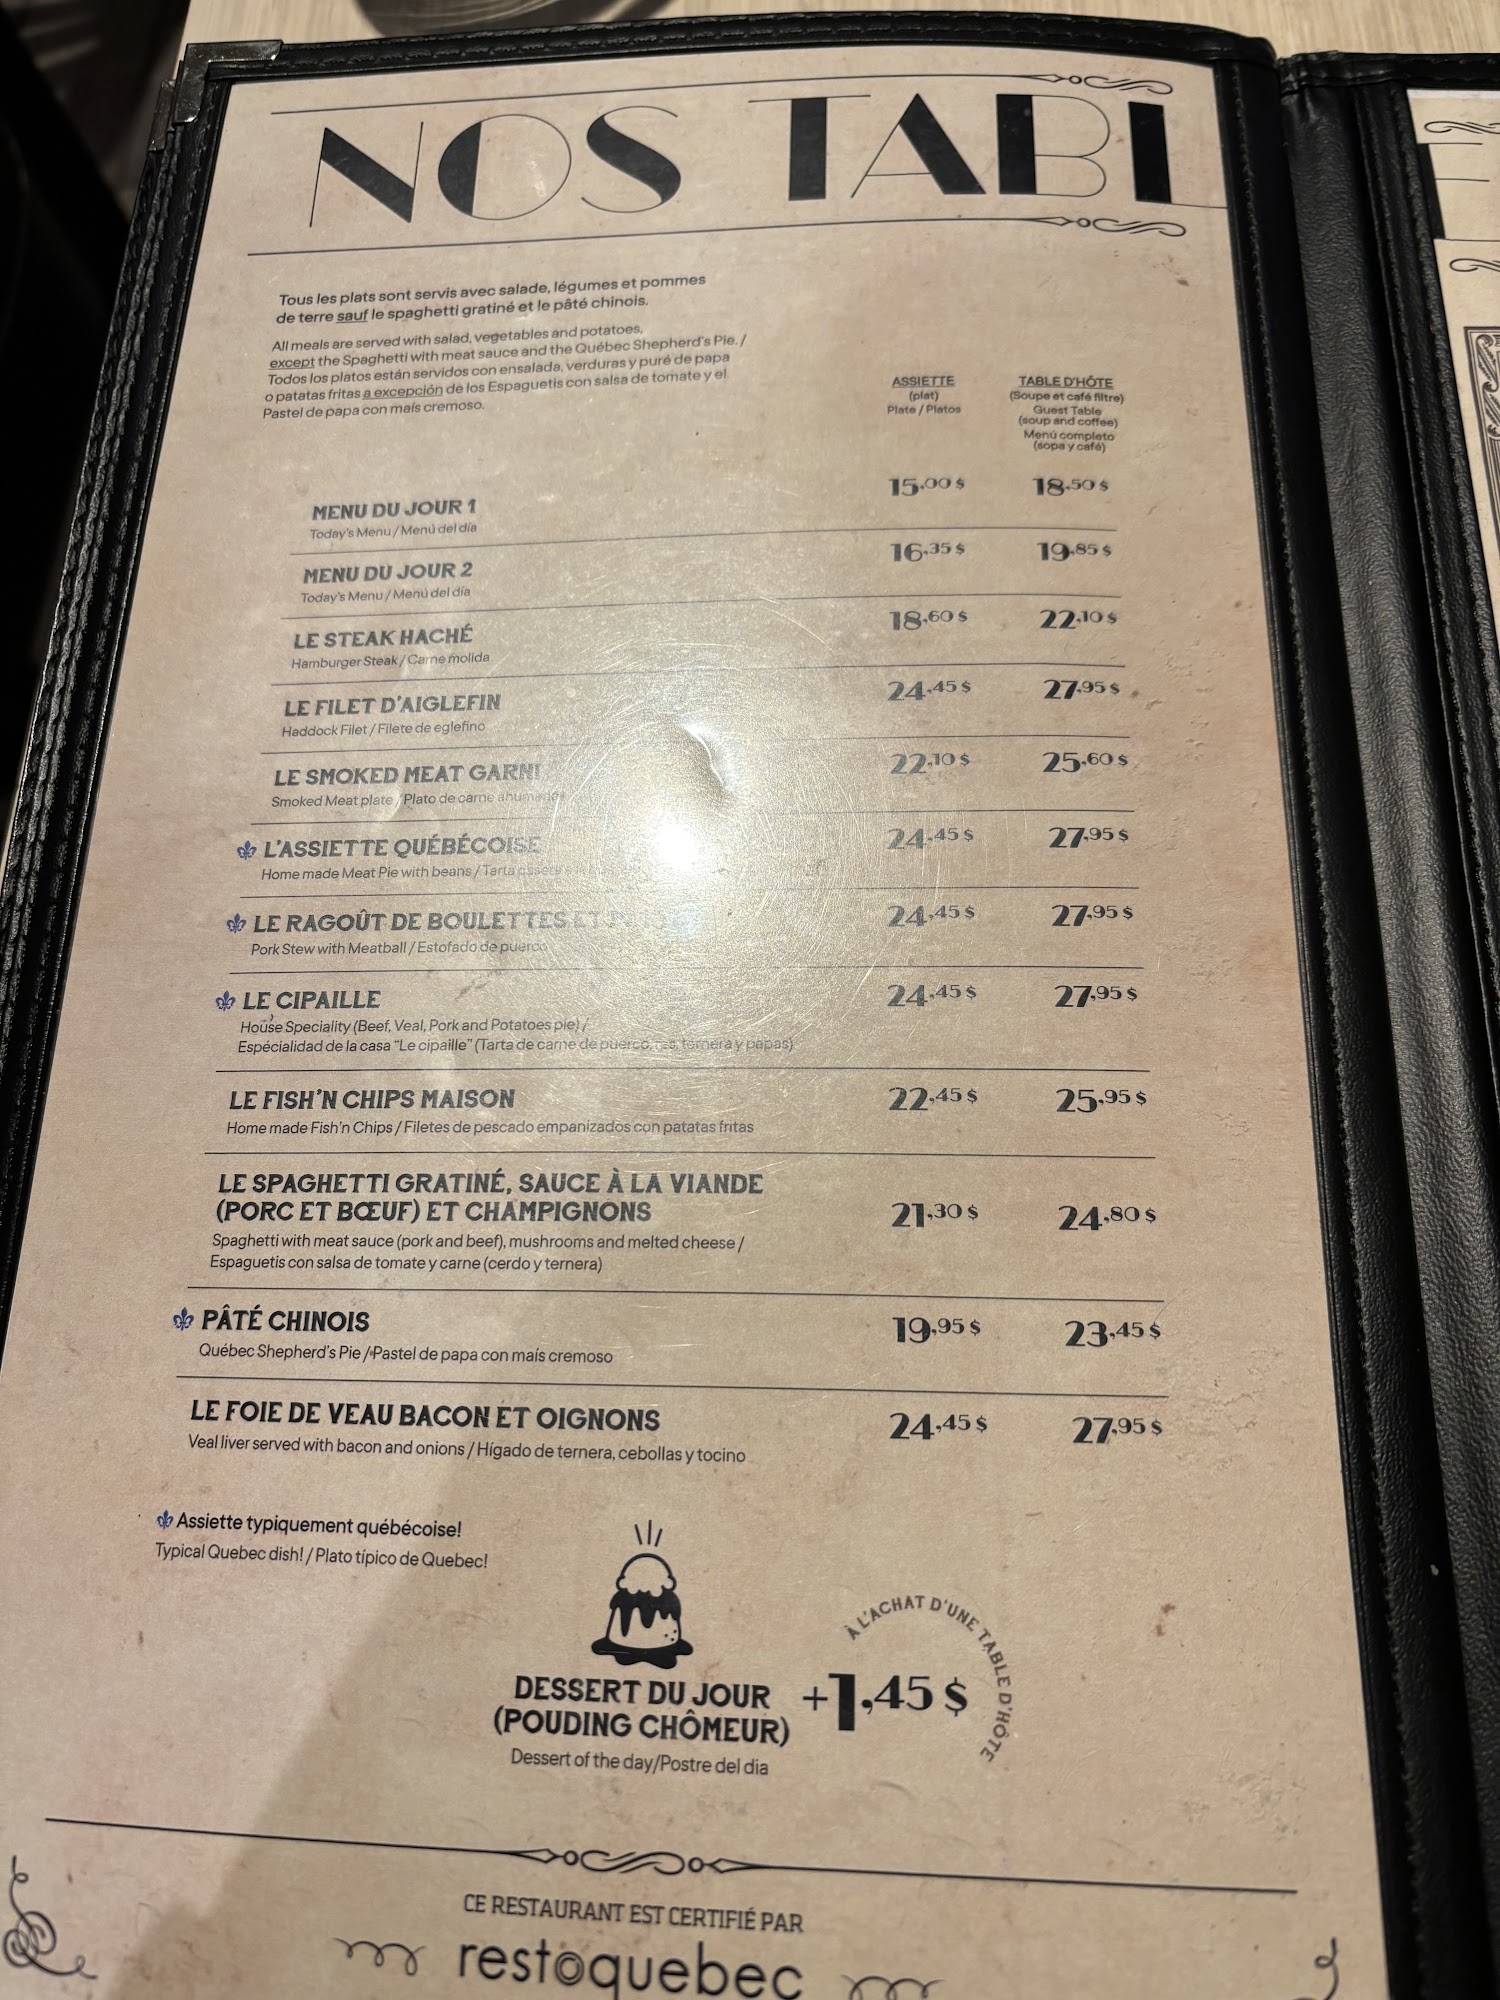 NOS TABL
Tous les plats sont servis avec salade, légumes et pommes
de terre sauf le spaghetti gratiné et le pâté chinois.
All meals are served with salad, vegetables and potatoes,
except the Spaghetti with meat sauce and the Québec Shepherd's Pie. /
Todos los platos están servidos con ensalada, verduras y puré de papa
o patatas fritas a excepción de los Espaguetis con salsa de tomate y el
Pastel de papa con maís cremoso.
ASSIETTE
(plat)
Plate / Platos
TABLE D'HÔTE
(Soupe et café filtre)
Guest Table
(soup and coffee)
Menú completo
(sopa y café)
MENU DU JOUR 1 15,00 $ 18,50 $
Today's Menu / Menú del día
MENU DU JOUR 2 16,35 $ 19,85 $
Today's Menu / Menú del día
LE STEAK HACHÉ 18,60 $ 22,10 $
Hamburger Steak / Carne molida
LE FILET D'AIGLEFIN 24,45 $ 27,95 $
Haddock Filet / Filete de eglefino
LE SMOKED MEAT GARNI 22,10 $ 25,60 $
Smoked Meat plate / Plato de carne ahumados
L'ASSIETTE QUÉBÉCOISE 24,45 $ 27,95 $
Home made Meat Pie with beans / Tarta
LE RAGOÛT DE BOULETTES ET 24,45 $ 27,95 $
Pork Stew with Meatball / Estofado de puerco
LE CIPAILLE 24,45 $ 27,95 $
House Speciality (Beef, Veal, Pork and Potatoes pie) /
Espécialidad de la casa "Le cipaille" (Tarta de carne de puerco, res, ternera y papas)
LE FISH'N CHIPS MAISON 22,45 $ 25,95 $
Home made Fish'n Chips / Filetes de pescado empanizados con patatas fritas
LE SPAGHETTI GRATINÉ, SAUCE À LA VIANDE
(PORC ET BŒUF) ET CHAMPIGNONS 21,30 $ 24,80 $
Spaghetti with meat sauce (pork and beef), mushrooms and melted cheese /
Espaguetis con salsa de tomate y carne (cerdo y ternera)
PÂTÉ CHINOIS 19,95 $ 23,45 $
Québec Shepherd's Pie / Pastel de papa con maís cremoso
LE FOIE DE VEAU BACON ET OIGNONS 24,45 $ 27,95 $
Veal liver served with bacon and onions / Hígado de ternera, cebollas y tocino
Assiette typiquement québécoise!
Typical Quebec dish! / Plato típico de Quebec!
À L'ACHAT D'UNE TABLE D'HÔTE
DESSERT DU JOUR +1,45 $
(POUDING CHÔMEUR)
Dessert of the day/Postre del dia
CE RESTAURANT EST CERTIFIÉ PAR
restoquebec